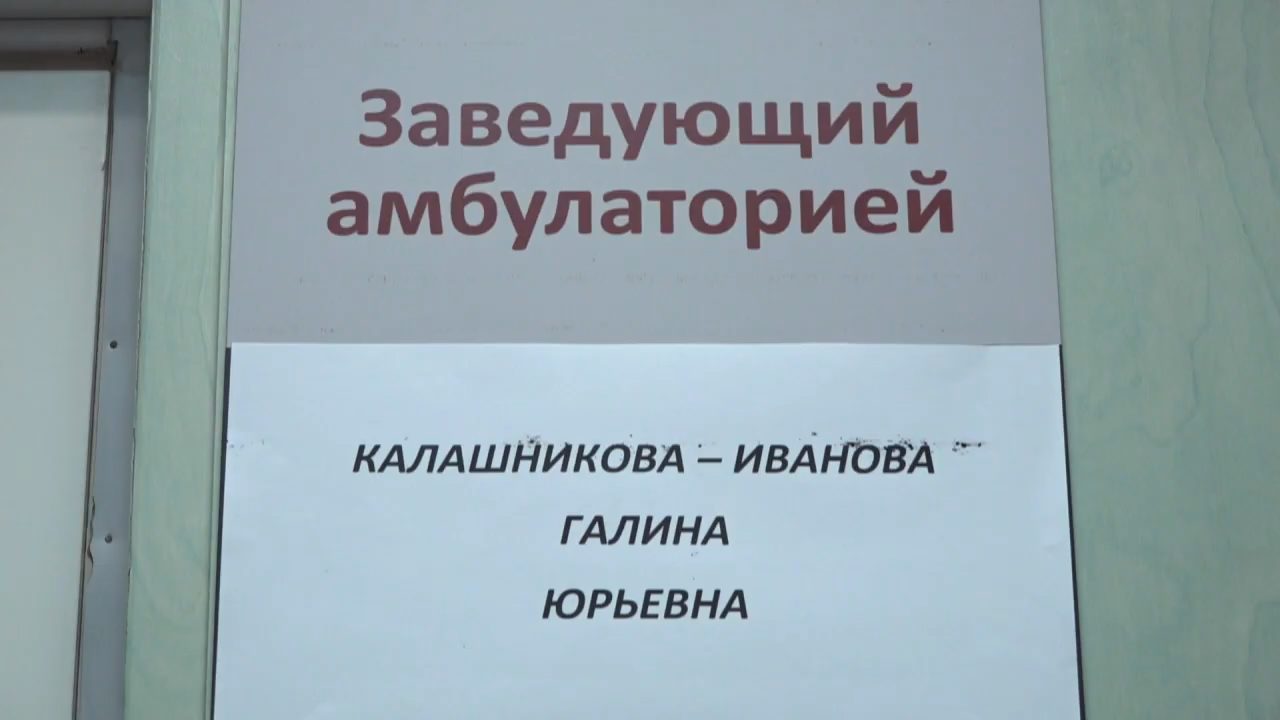 Заведующий
амбулаторией
КАЛАШНИКОВА – ИВАНОВА
ГАЛИНА
ЮРЬЕВНА